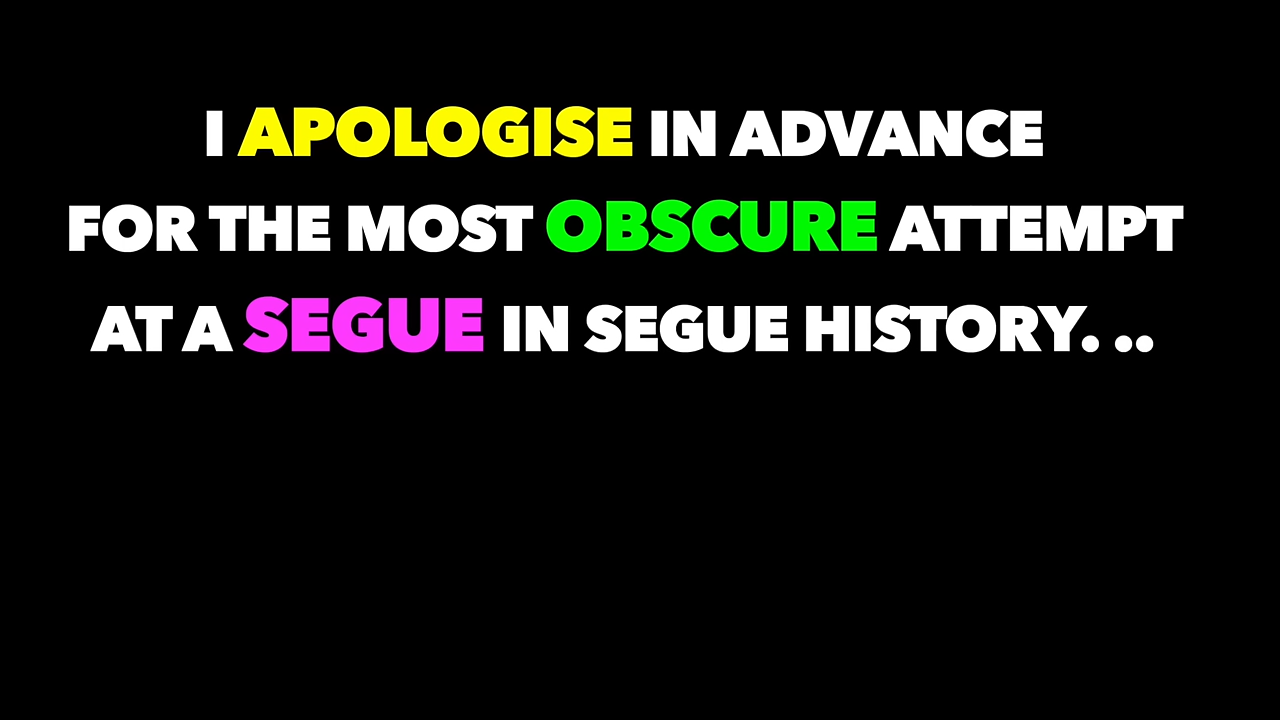 I APOLOGISE IN ADVANCE
FOR THE MOST OBSCURE ATTEMPT
AT A SEGUE IN SEGUE HISTORY. ..